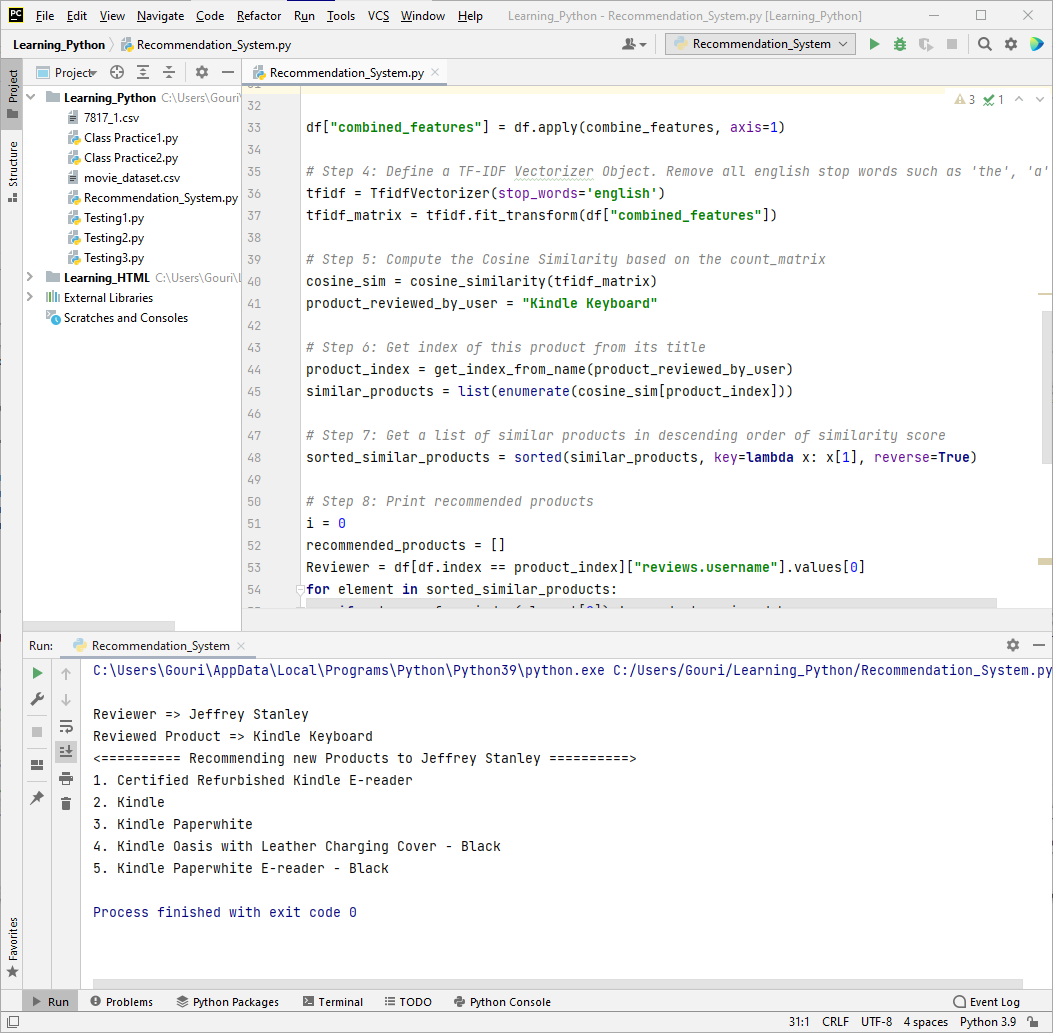 PC File Edit View Navigate Code Refactor Run Tools VCS Window Help Learning_Python - Recommendation_System.py [Learning_Python]
Learning_Python Recommendation_System.py Recommendation_System
Project Recommendation_System.py
Project
Structure
Favorites
Learning_Python C:\Users\Gouri\
7817_1.csv
Class Practice1.py
Class Practice2.py
movie_dataset.csv
Recommendation_System.py
Testing1.py
Testing2.py
Testing3.py
Learning_HTML C:\Users\Gouri\L
External Libraries
Scratches and Consoles
3 1
32
33 df["combined_features"] = df.apply(combine_features, axis=1)
34
35 # Step 4: Define a TF-IDF Vectorizer Object. Remove all english stop words such as 'the', 'a'
36 tfidf = TfidfVectorizer(stop_words='english')
37 tfidf_matrix = tfidf.fit_transform(df["combined_features"])
38
39 # Step 5: Compute the Cosine Similarity based on the count_matrix
40 cosine_sim = cosine_similarity(tfidf_matrix)
41 product_reviewed_by_user = "Kindle Keyboard"
42
43 # Step 6: Get index of this product from its title
44 product_index = get_index_from_name(product_reviewed_by_user)
45 similar_products = list(enumerate(cosine_sim[product_index]))
46
47 # Step 7: Get a list of similar products in descending order of similarity score
48 sorted_similar_products = sorted(similar_products, key=lambda x: x[1], reverse=True)
49
50 # Step 8: Print recommended products
51 i = 0
52 recommended_products = []
53 Reviewer = df[df.index == product_index]["reviews.username"].values[0]
54 for element in sorted_similar_products:
Run: Recommendation_System
C:\Users\Gouri\AppData\Local\Programs\Python\Python39\python.exe C:/Users/Gouri/Learning_Python/Recommendation_System.py
Reviewer => Jeffrey Stanley
Reviewed Product => Kindle Keyboard
<========== Recommending new Products to Jeffrey Stanley ==========>
1. Certified Refurbished Kindle E-reader
2. Kindle
3. Kindle Paperwhite
4. Kindle Oasis with Leather Charging Cover - Black
5. Kindle Paperwhite E-reader - Black
Process finished with exit code 0
Run Problems Python Packages Terminal TODO Python Console Event Log
31:1 CRLF UTF-8 4 spaces Python 3.9